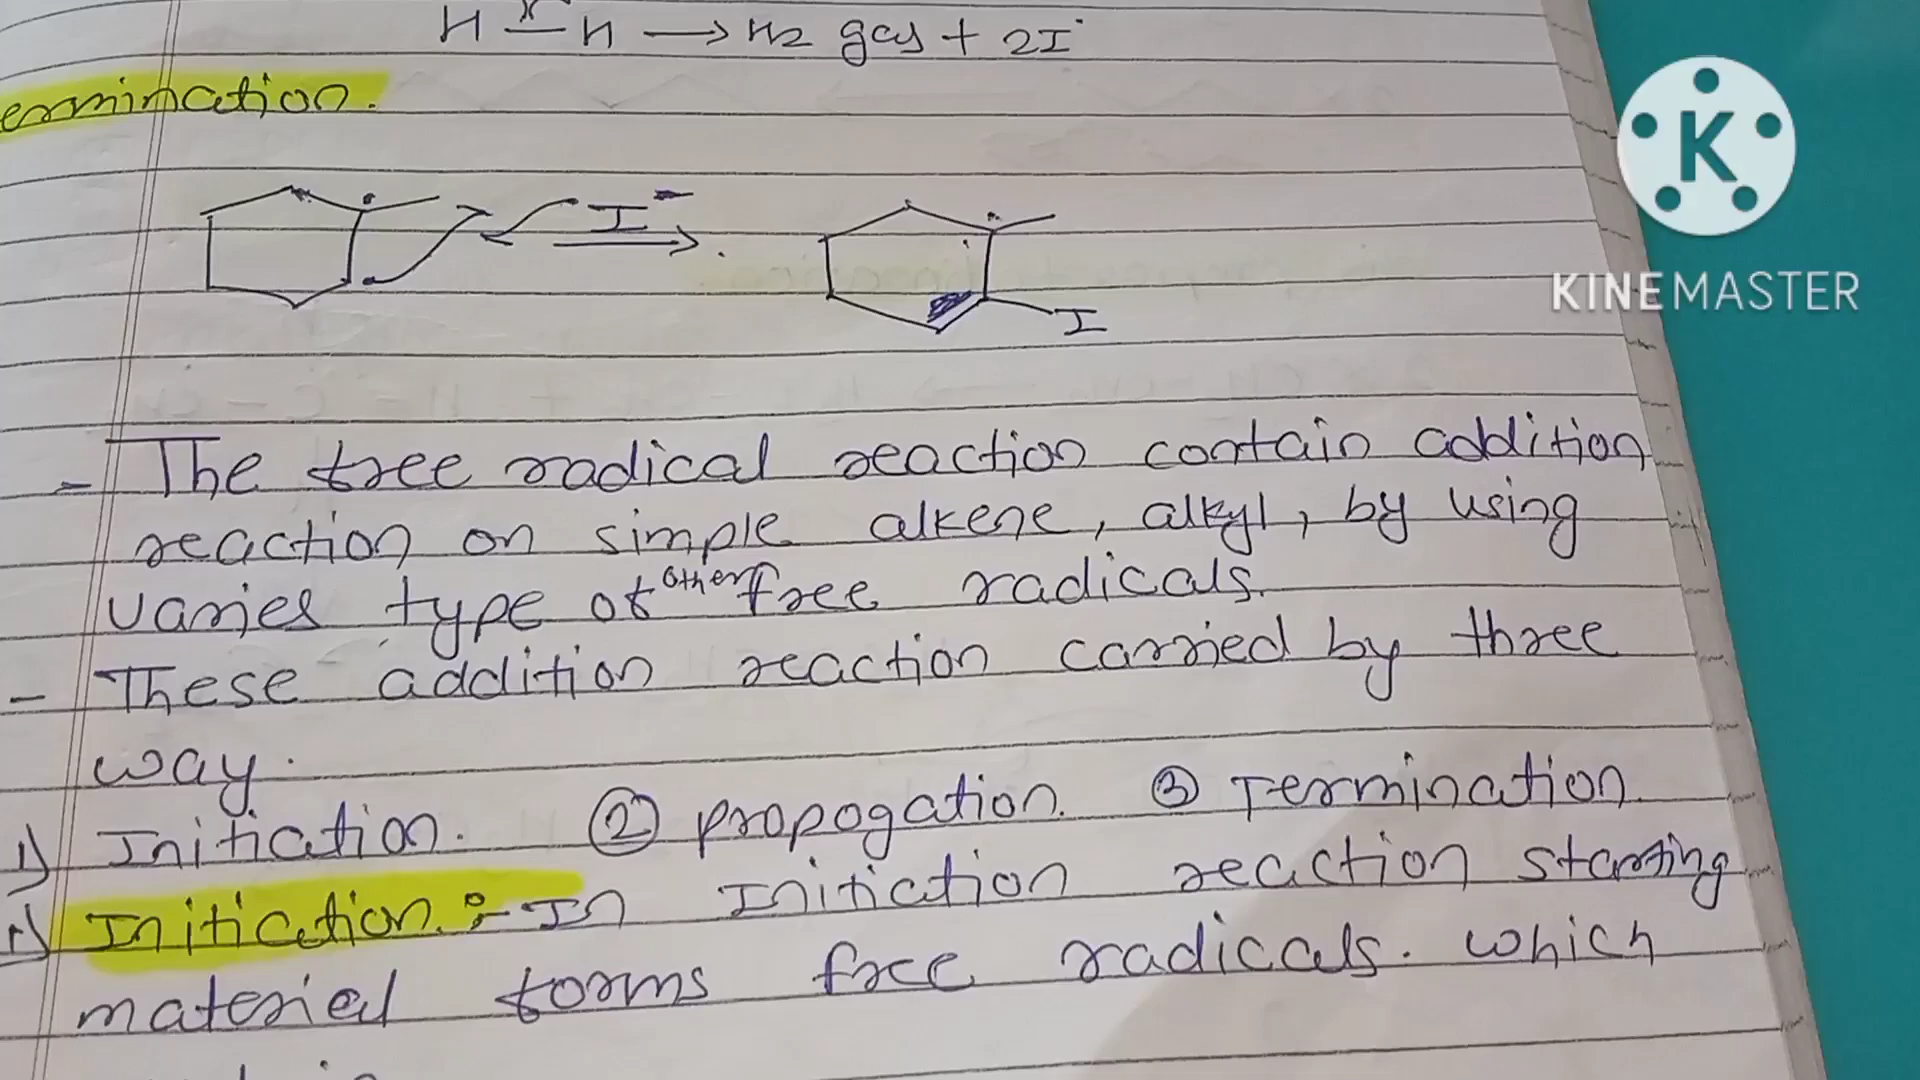 H — H → H2 gas + 2I
ermination.
I
I
- The free radical reaction contain addition
reaction on simple alkene, alkyl, by using
varies type of other free radicals.
- These addition reaction carried by three
way.
1) Initiation. ② propogation. ③ Termination
Initiation :- In Initiation reaction starting
material forms free radicals. which
K
KINEMASTER